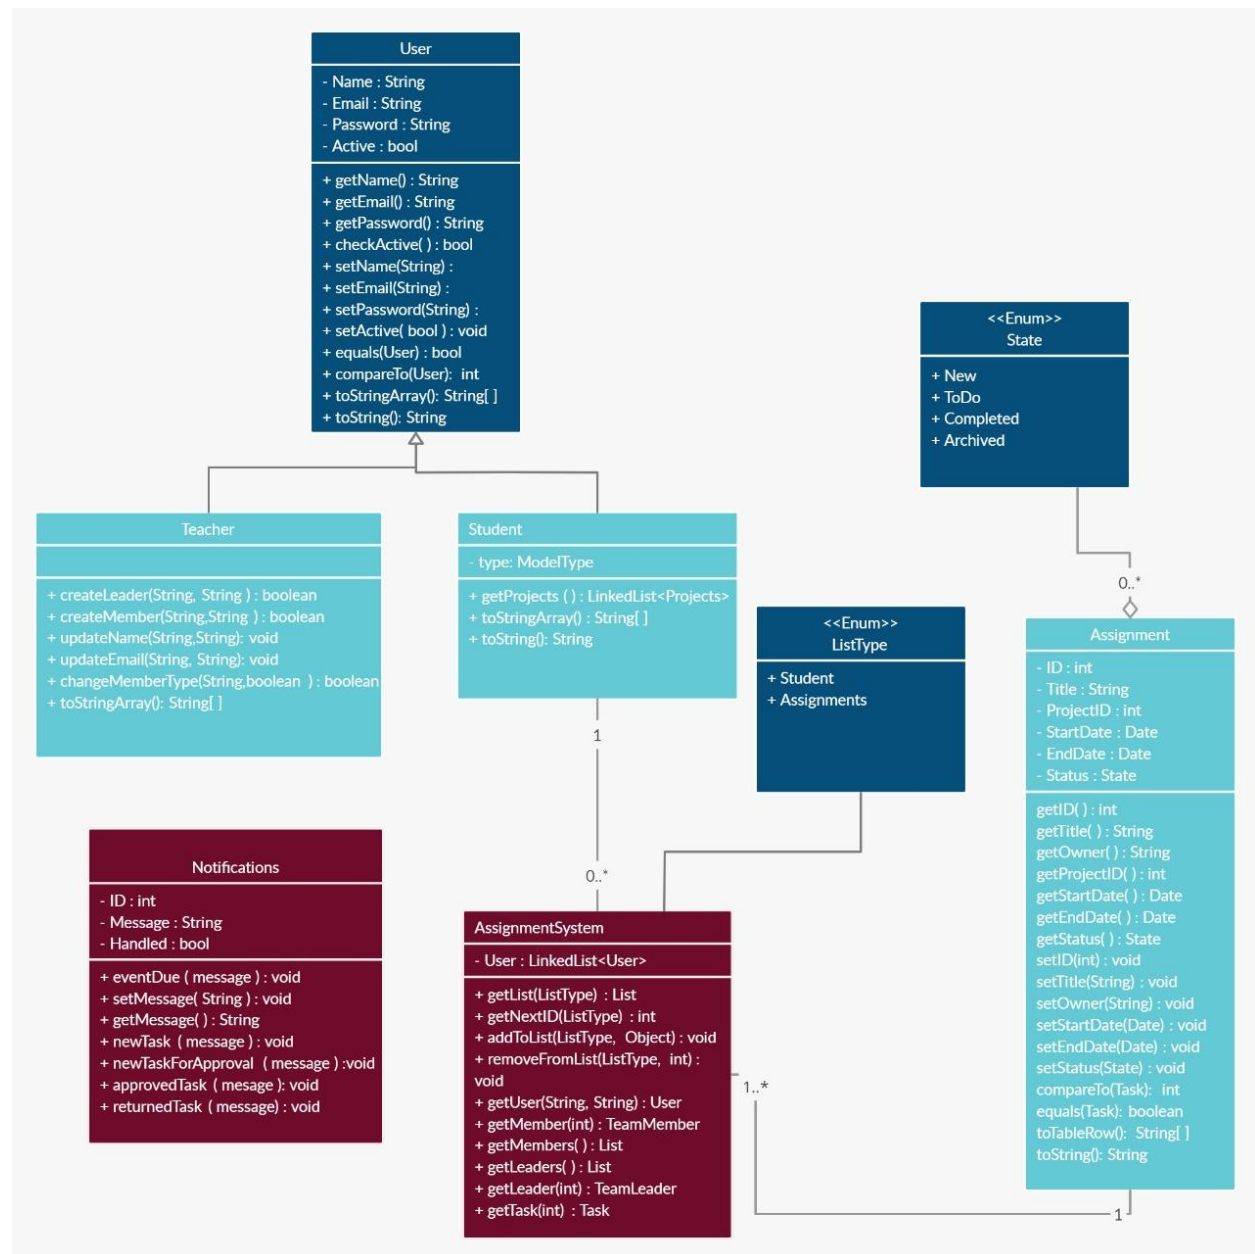 User
- Name : String
- Email : String
- Password : String
- Active : bool
+ getName() : String
+ getEmail() : String
+ getPassword() : String
+ checkActive( ) : bool
+ setName(String) :
+ setEmail(String) :
+ setPassword(String) :
+ setActive( bool ) : void
+ equals(User) : bool
+ compareTo(User):  int
+ toStringArray(): String[ ]
+ toString(): String
<<Enum>>
State
+ New
+ ToDo
+ Completed
+ Archived
Teacher
+ createLeader(String, String ) : boolean
+ createMember(String,String ) : boolean
+ updateName(String,String): void
+ updateEmail(String, String): void
+ changeMemberType(String,boolean ) : boolean
+ toStringArray(): String[ ]
Student
- type: ModelType
+ getProjects ( ) : LinkedList<Projects>
+ toStringArray() : String[ ]
+ toString(): String
1
0..*
<<Enum>>
ListType
+ Student
+ Assignments
0..*
Assignment
- ID : int
- Title : String
- ProjectID : int
- StartDate : Date
- EndDate : Date
- Status : State
getID( ) : int
getTitle( ) : String
getOwner( ) : String
getProjectID( ) : int
getStartDate( ) : Date
getEndDate( ) : Date
getStatus( ) : State
setID(int) : void
setTitle(String) : void
setOwner(String) : void
setStartDate(Date) : void
setEndDate(Date) : void
setStatus(State) : void
compareTo(Task):  int
equals(Task): boolean
toTableRow():  String[ ]
toString(): String
Notifications
- ID : int
- Message : String
- Handled : bool
+ eventDue ( message ) : void
+ setMessage( String ) : void
+ getMessage( ) : String
+ newTask  ( message ) : void
+ newTaskForApproval  ( message ) :void
+ approvedTask  ( mesage ): void
+ returnedTask  ( message) : void
AssignmentSystem
- User : LinkedList<User>
+ getList(ListType)  : List
+ getNextID(ListType)  : int
+ addToList(ListType,  Object) : void
+ removeFromList(ListType,  int) :
void
+ getUser(String, String) : User
+ getMember(int) : TeamMember
+ getMembers( ) : List
+ getLeaders( ) : List
+ getLeader(int) : TeamLeader
+ getTask(int)  : Task
1..*
1